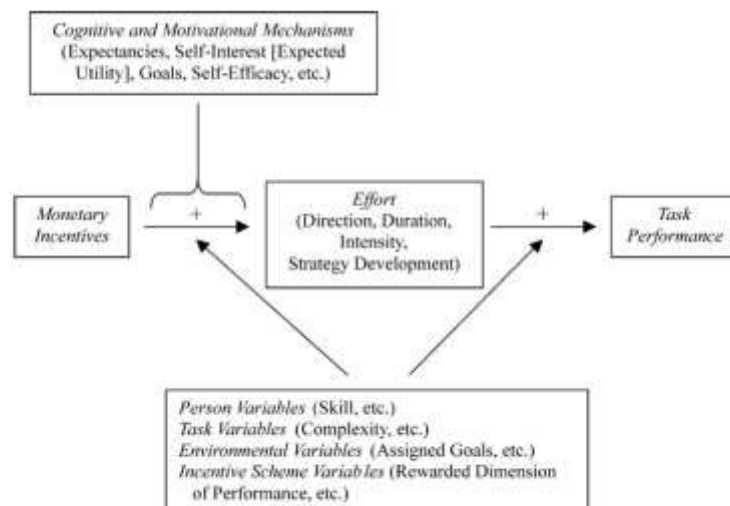 Cognitive and Motivational Mechanisms
(Expectancies, Self-Interest [Expected
Utility], Goals, Self-Efficacy, etc.)
Monetary
Incentives
+
Effort
(Direction, Duration,
Intensity,
Strategy Development)
+
Task
Performance
Person Variables (Skill, etc.)
Task Variables (Complexity, etc.)
Environmental Variables (Assigned Goals, etc.)
Incentive Scheme Variables (Rewarded Dimension
of Performance, etc.)